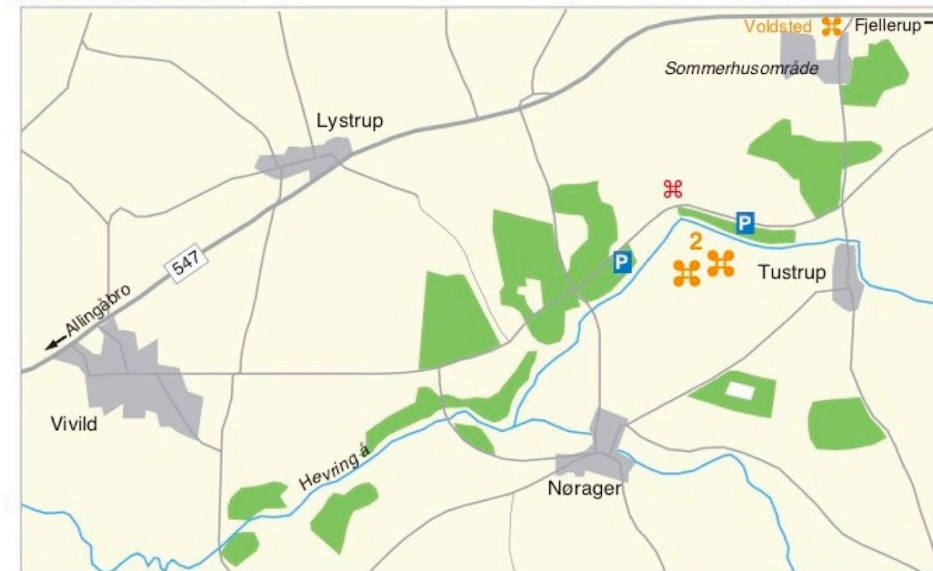 Voldsted
Fjellerup
Sommerhusområde
Lystrup
P
2
P
547
Tustrup
Allingåbro
Vivild
Hevring å
Nørager